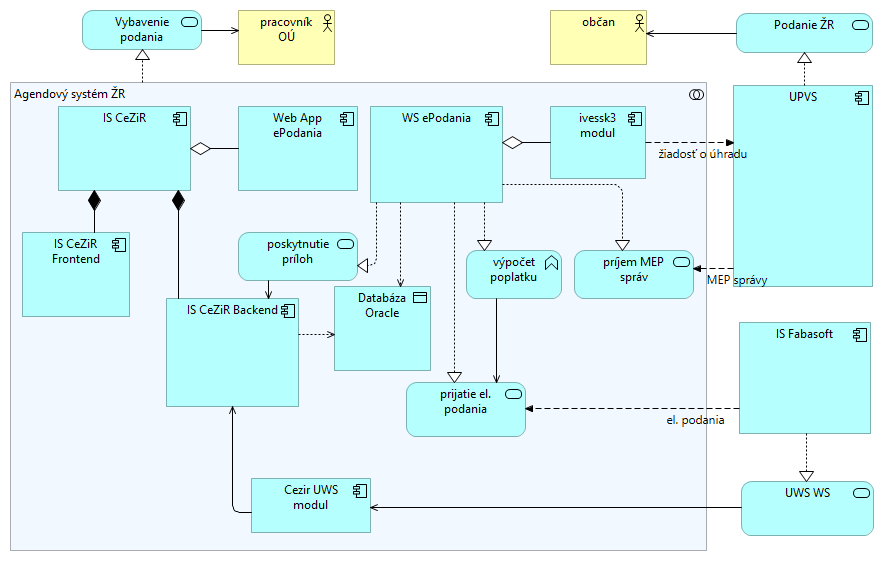 Vybavenie
podania
pracovník
OÚ
občan
Podanie ŽR
Agendový systém ŽR
IS CeZiR
Web App
ePodania
WS ePodania
ivessk3
modul
UPVS
žiadosť o úhradu
IS CeZiR
Frontend
poskytnutie
príloh
výpočet
poplatku
príjem MEP
správ
MEP správy
IS CeZiR Backend
Databáza
Oracle
IS Fabasoft
prijatie el.
podania
el. podania
Cezir UWS
modul
UWS WS